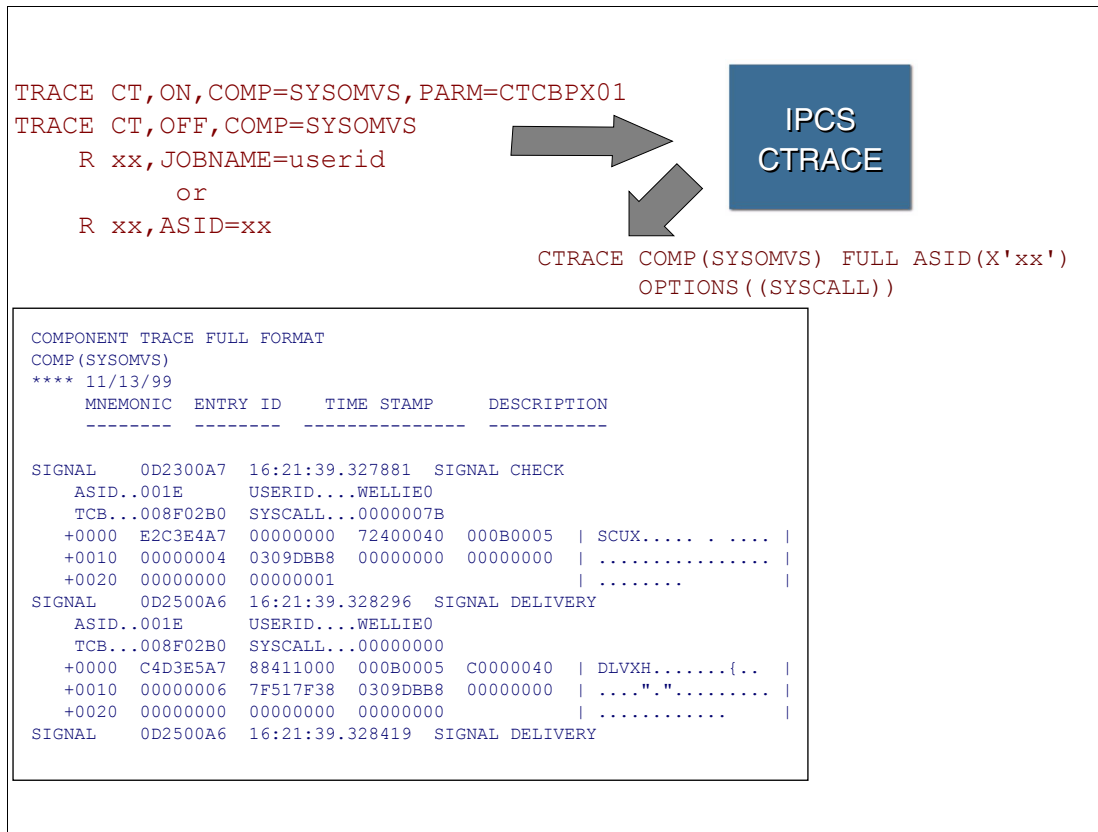 TRACE CT,ON,COMP=SYSOMVS,PARM=CTCBPX01
TRACE CT,OFF,COMP=SYSOMVS
R xx,JOBNAME=userid
or
R xx,ASID=xx
IPCS
CTRACE
CTRACE COMP(SYSOMVS) FULL ASID(X'xx')
OPTIONS((SYSCALL))
COMPONENT TRACE FULL FORMAT
COMP(SYSOMVS)
**** 11/13/99
MNEMONIC  ENTRY ID    TIME STAMP     DESCRIPTION
--------  --------  ---------------  -----------
SIGNAL    0D2300A7  16:21:39.327881  SIGNAL CHECK
ASID..001E      USERID....WELLIE0
TCB...008F02B0  SYSCALL...0000007B
+0000  E2C3E4A7  00000000  72400040  000B0005  | SCUX..... . .... |
+0010  00000004  0309DBB8  00000000  00000000  | ................ |
+0020  00000000  00000001                      | ........         |
SIGNAL    0D2500A6  16:21:39.328296  SIGNAL DELIVERY
ASID..001E      USERID....WELLIE0
TCB...008F02B0  SYSCALL...00000000
+0000  C4D3E5A7  88411000  000B0005  C0000040  | DLVXH.......{..  |
+0010  00000006  7F517F38  0309DBB8  00000000  | ....".“......... |
+0020  00000000  00000000  00000000            | ............     |
SIGNAL    0D2500A6  16:21:39.328419  SIGNAL DELIVERY